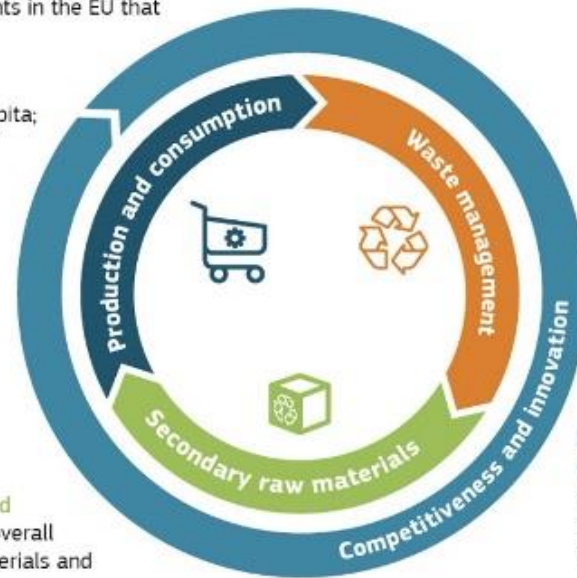 nts in the EU that
pita;
Production and consumption
Waste management
Secondary raw materials
Competitiveness and innovation
d
verall
erials and